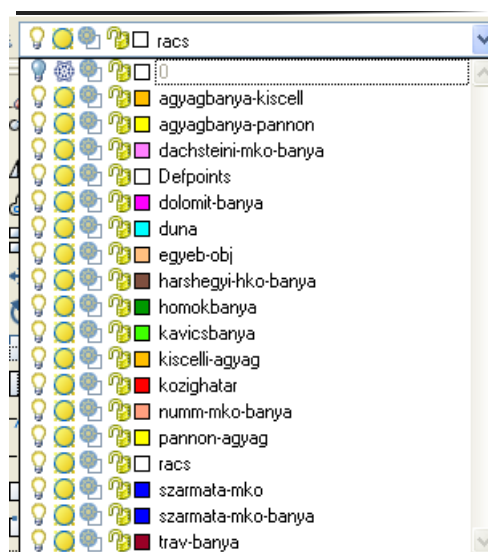 racs
0
agyagbanya-kiscell
agyagbanya-pannon
dachsteini-mko-banya
Defpoints
dolomit-banya
duna
egyeb-obj
harshegyi-hko-banya
homokbanya
kavicsbanya
kiscelli-agyag
kozighatar
numm-mko-banya
pannon-agyag
racs
szarmata-mko
szarmata-mko-banya
trav-banya